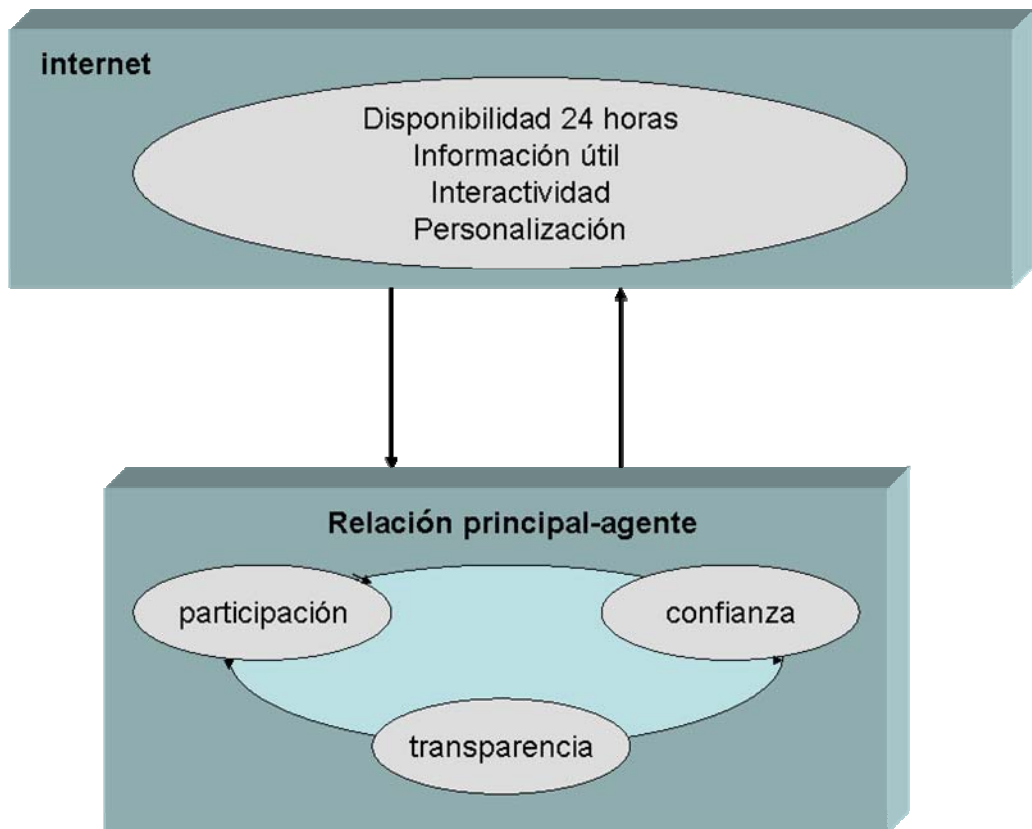 internet
Disponibilidad 24 horas
Información útil
Interactividad
Personalización
Relación principal-agente
participación
confianza
transparencia